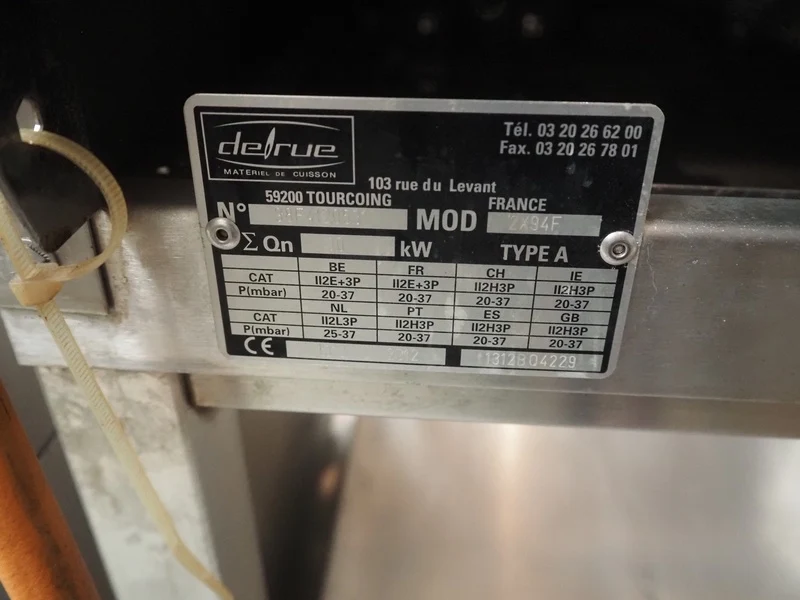 delrue
MATERIEL DE CUISSON
Tél. 03 20 26 62 00
Fax. 03 20 26 78 01
103 rue du Levant
59200 TOURCOING FRANCE
N° MOD ZX94F
Σ Qn kW TYPE A
BE FR CH IE
CAT II2E+3P II2E+3P II2H3P II2H3P
P(mbar) 20-37 20-37 20-37 20-37
NL PT ES GB
CAT II2L3P II2H3P II2H3P II2H3P
P(mbar) 25-37 20-37 20-37 20-37
CE 1312BO4229